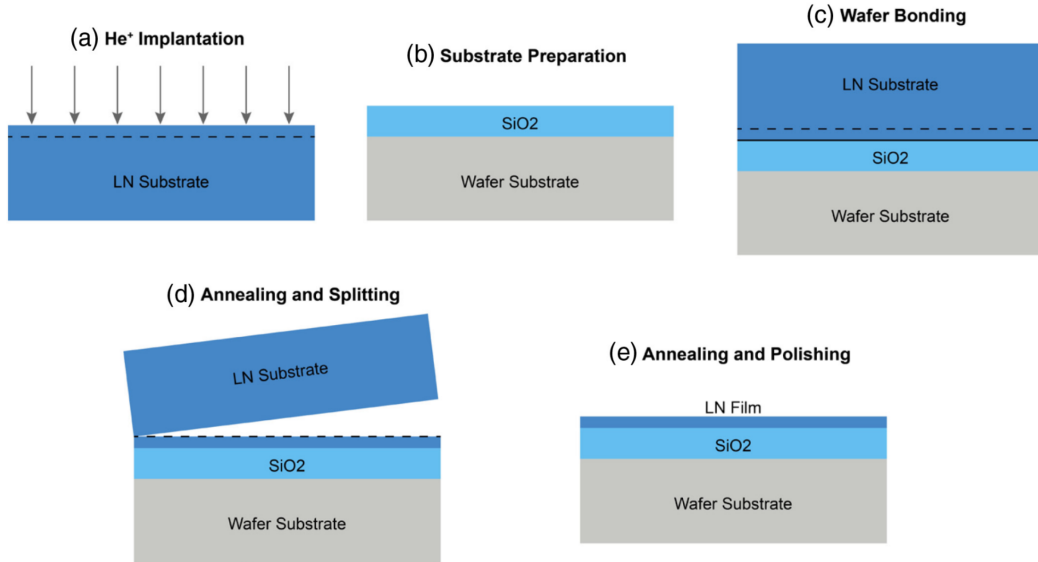 (a) He⁺ Implantation
LN Substrate
(b) Substrate Preparation
SiO2
Wafer Substrate
(c) Wafer Bonding
LN Substrate
SiO2
Wafer Substrate
(d) Annealing and Splitting
LN Substrate
SiO2
Wafer Substrate
(e) Annealing and Polishing
LN Film
SiO2
Wafer Substrate